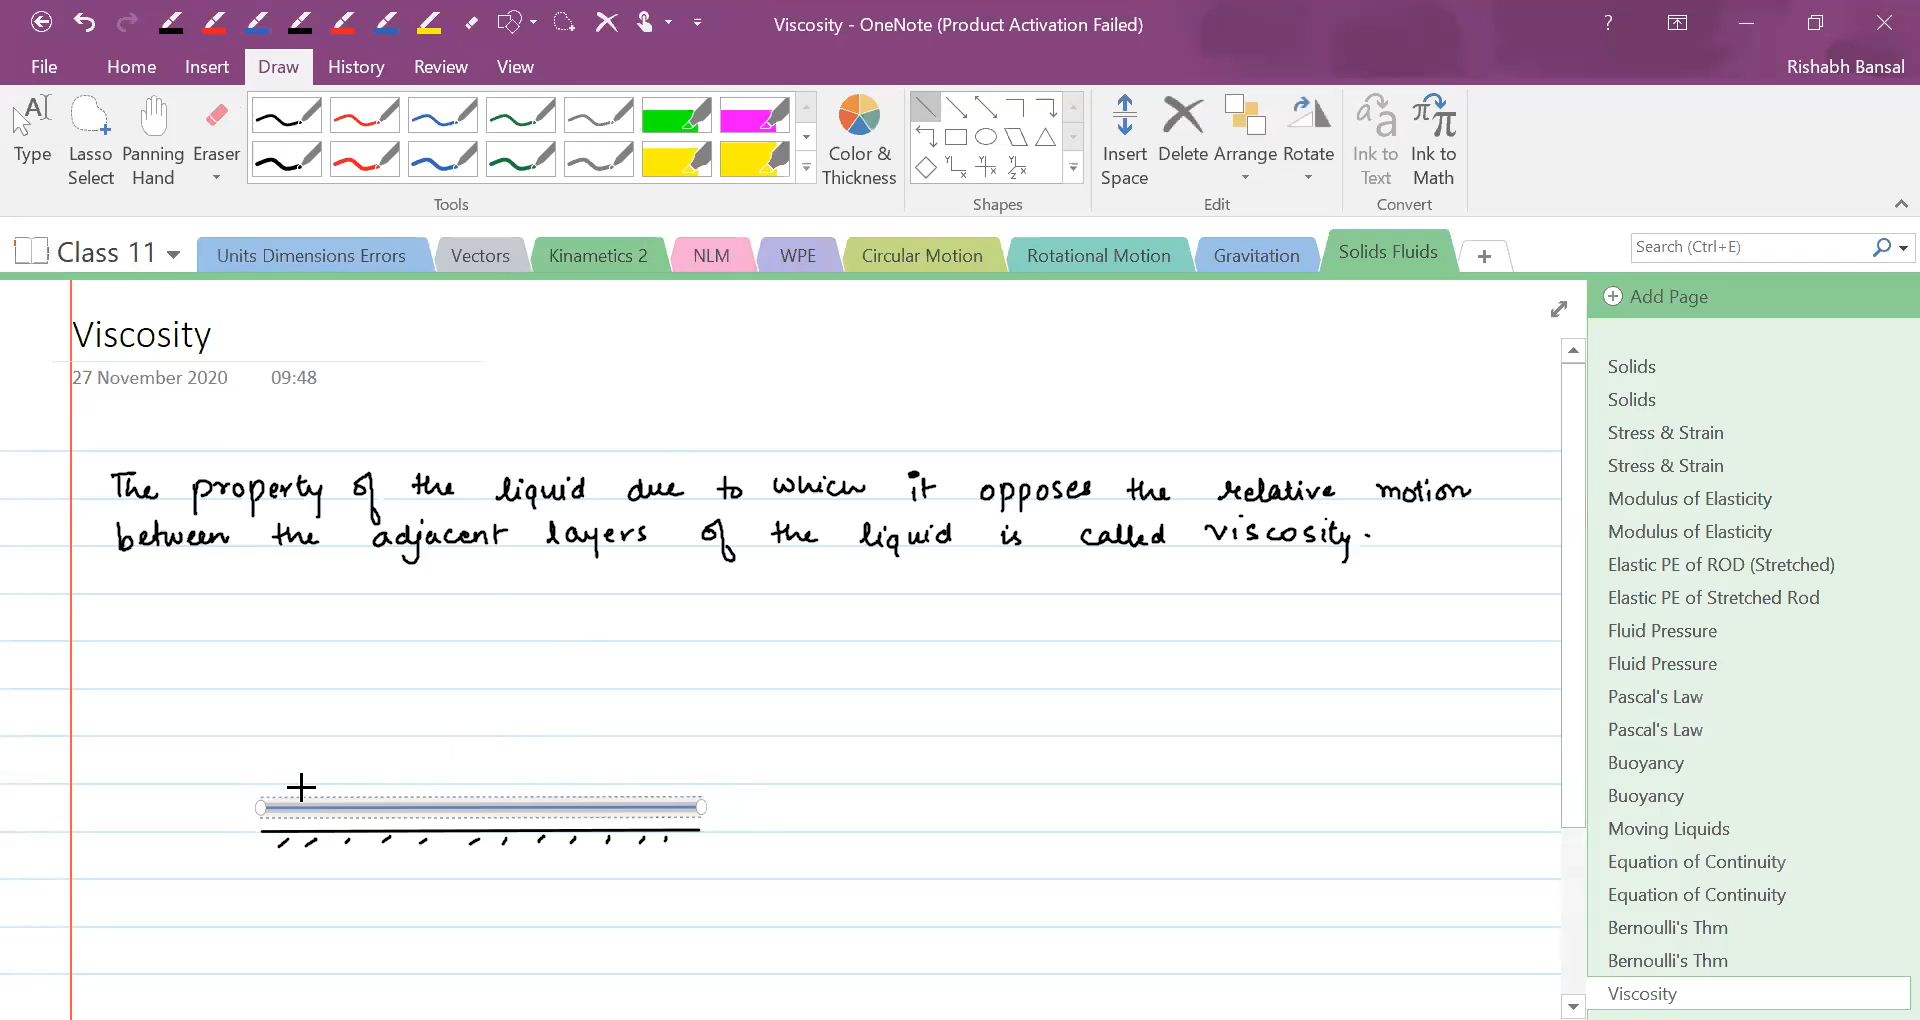 Viscosity - OneNote (Product Activation Failed)
?
File Home Insert Draw History Review View
Rishabh Bansal
Type
Lasso Select
Panning Hand
Eraser
Color & Thickness
Insert Space
Delete
Arrange
Rotate
Ink to Text
Ink to Math
Tools
Shapes
Edit
Convert
Class 11
Units Dimensions Errors
Vectors
Kinametics 2
NLM
WPE
Circular Motion
Rotational Motion
Gravitation
Solids Fluids
Search (Ctrl+E)
Add Page
Viscosity
27 November 2020 09:48
The property of the liquid due to which it opposes the relative motion
between the adjacent layers of the liquid is called viscosity.
Solids
Solids
Stress & Strain
Stress & Strain
Modulus of Elasticity
Modulus of Elasticity
Elastic PE of ROD (Stretched)
Elastic PE of Stretched Rod
Fluid Pressure
Fluid Pressure
Pascal's Law
Pascal's Law
Buoyancy
Buoyancy
Moving Liquids
Equation of Continuity
Equation of Continuity
Bernoulli's Thm
Bernoulli's Thm
Viscosity